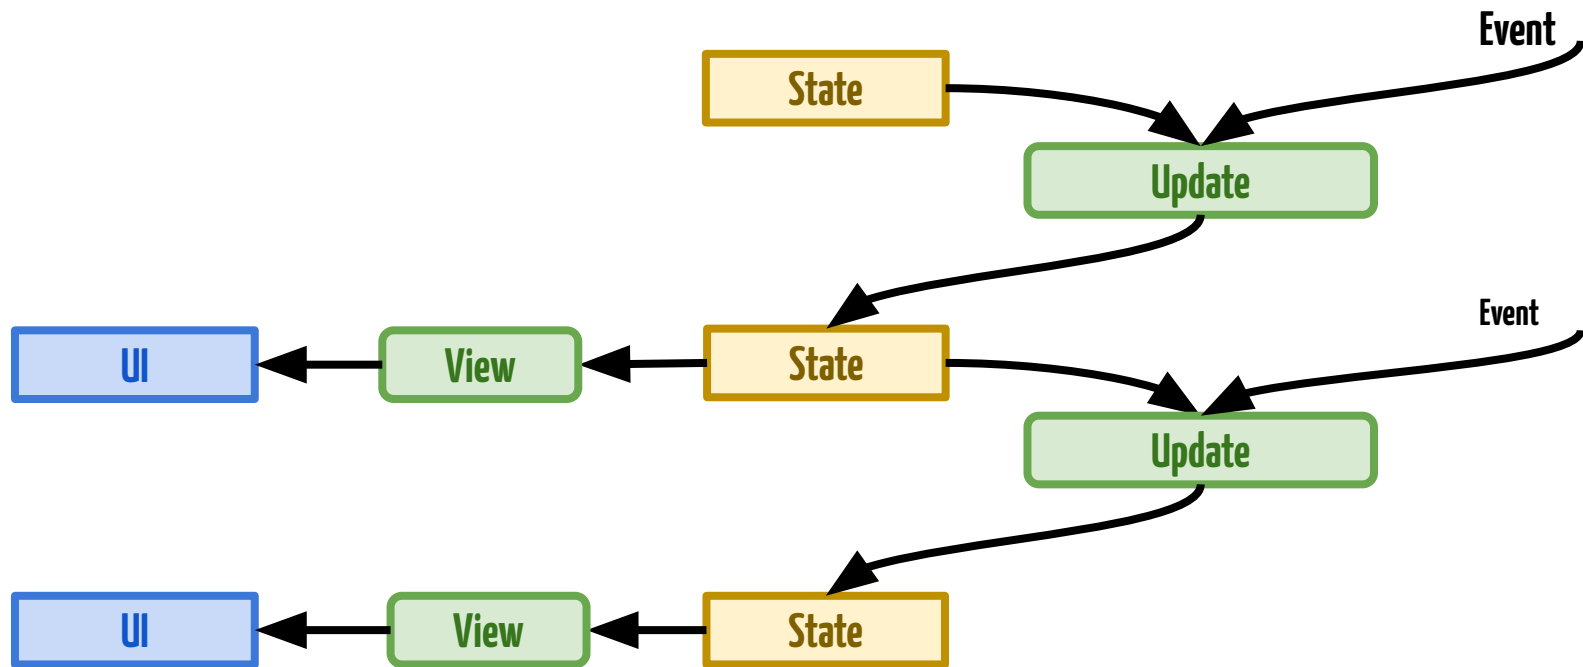 Event
State
Update
Event
UI
View
State
Update
UI
View
State